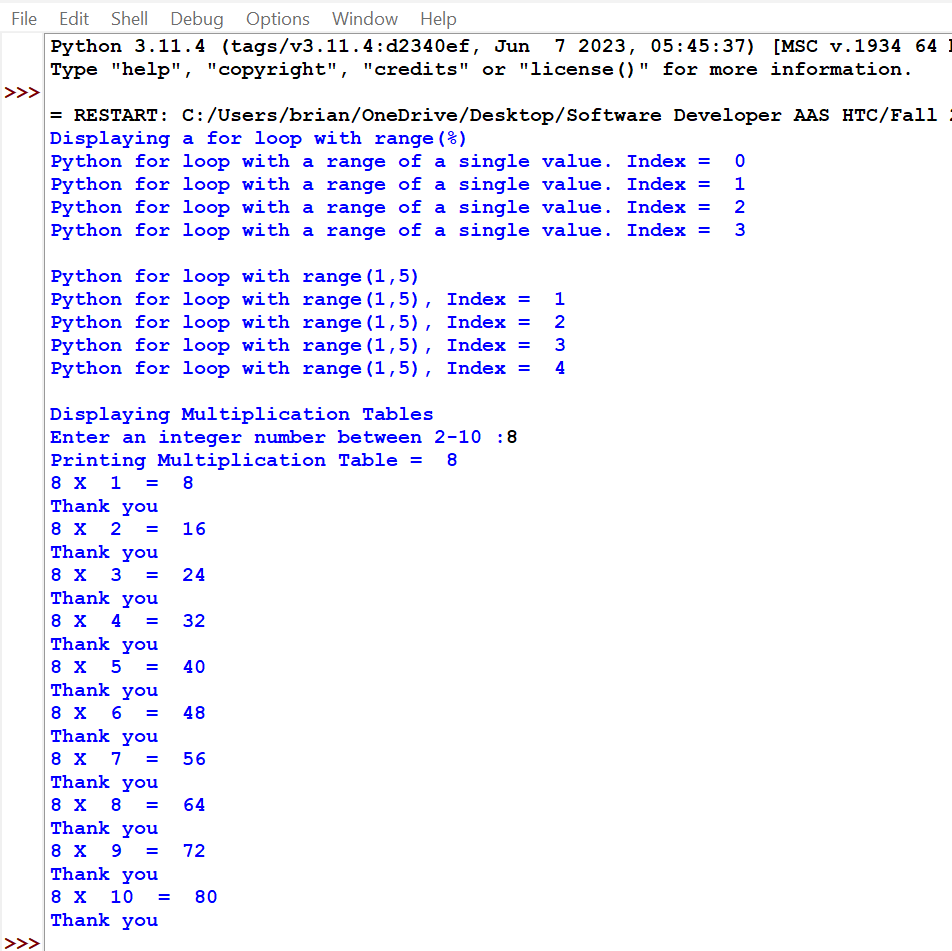 File Edit Shell Debug Options Window Help
Python 3.11.4 (tags/v3.11.4:d2340ef, Jun  7 2023, 05:45:37) [MSC v.1934 64
Type "help", "copyright", "credits" or "license()" for more information.
>>>
= RESTART: C:/Users/brian/OneDrive/Desktop/Software Developer AAS HTC/Fall
Displaying a for loop with range(%)
Python for loop with a range of a single value. Index =  0
Python for loop with a range of a single value. Index =  1
Python for loop with a range of a single value. Index =  2
Python for loop with a range of a single value. Index =  3
Python for loop with range(1,5)
Python for loop with range(1,5), Index =  1
Python for loop with range(1,5), Index =  2
Python for loop with range(1,5), Index =  3
Python for loop with range(1,5), Index =  4
Displaying Multiplication Tables
Enter an integer number between 2-10 :8
Printing Multiplication Table =  8
8 X  1  =  8
Thank you
8 X  2  =  16
Thank you
8 X  3  =  24
Thank you
8 X  4  =  32
Thank you
8 X  5  =  40
Thank you
8 X  6  =  48
Thank you
8 X  7  =  56
Thank you
8 X  8  =  64
Thank you
8 X  9  =  72
Thank you
8 X  10  =  80
Thank you
>>>